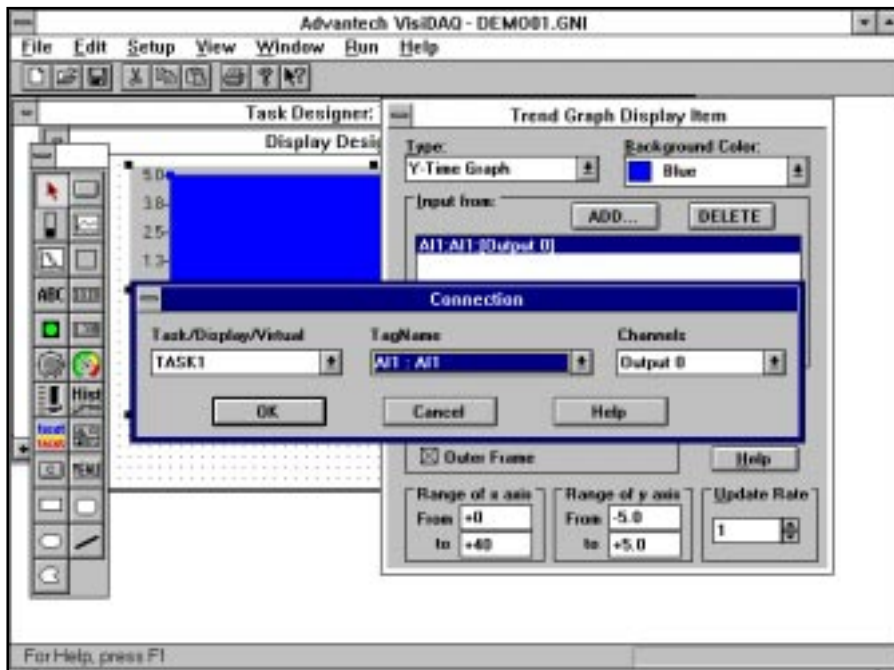 Advantech VisiDAQ - DEMO01.GNI
File Edit Setup View Window Run Help
Task Designer:
Display Desig
Trend Graph Display Item
Type:
Y-Time Graph
Background Color:
Blue
Input from:
ADD...
DELETE
AI1:AI1:[Output 0]
5.0
3.8
2.5
1.3
ABC
Hist
MENU
Connection
Task/Display/Virtual
TagName
Channels
TASK1
AI1 : AI1
Output 0
OK
Cancel
Help
Outer Frame
Help
Range of x axis
From +0
to +40
Range of y axis
From -5.0
to +5.0
Update Rate
1
For Help, press F1